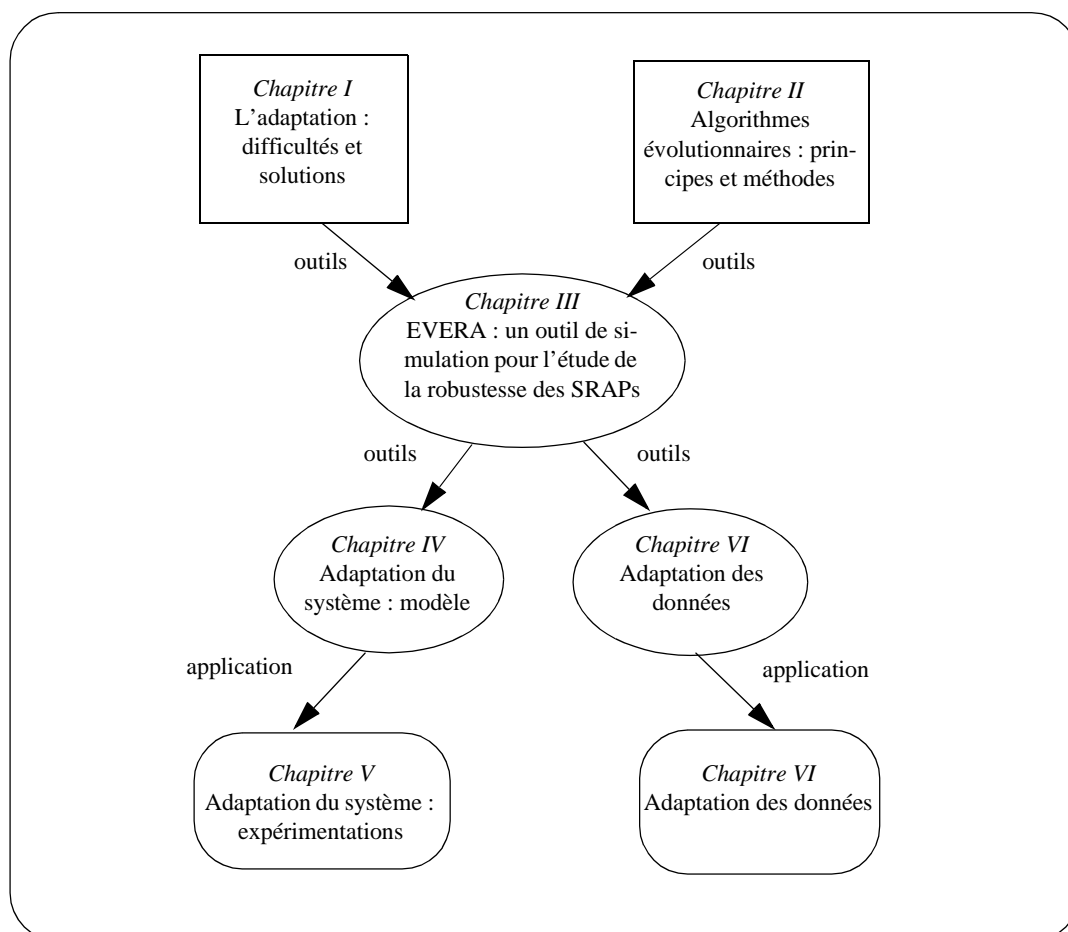 Chapitre I
L'adaptation :
difficultés et
solutions
Chapitre II
Algorithmes
évolutionnaires : prin-
cipes et méthodes
outils
outils
Chapitre III
EVERA : un outil de si-
mulation pour l'étude de
la robustesse des SRAPs
outils
outils
Chapitre IV
Adaptation du
système : modèle
Chapitre VI
Adaptation des
données
application
application
Chapitre V
Adaptation du système :
expérimentations
Chapitre VI
Adaptation des données